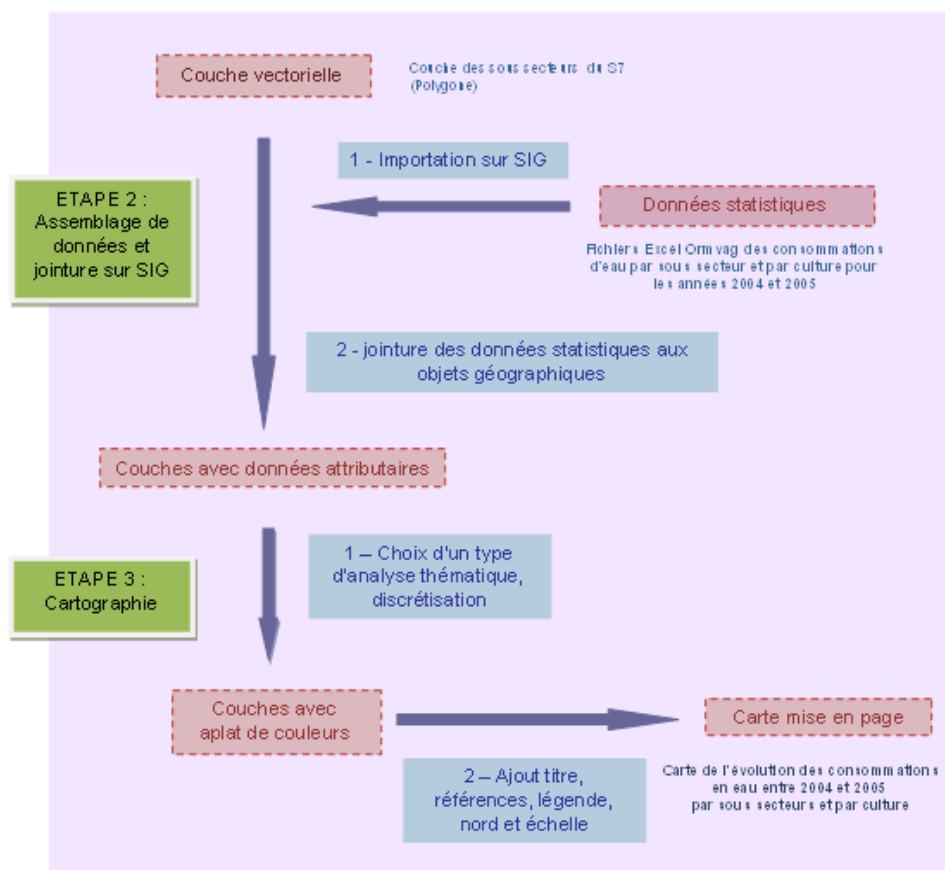 Couche vectorielle
Couche des sous secteurs du S7
(Polygone)
1 - Importation sur SIG
ETAPE 2 :
Assemblage de
données et
jointure sur SIG
Données statistiques
Fichiers Excel Ormvag des consommations
d'eau par sous secteur et par culture pour
les années 2004 et 2005
2 - jointure des données statistiques aux
objets géographiques
Couches avec données attributaires
1 – Choix d'un type
d'analyse thématique,
discrétisation
ETAPE 3 :
Cartographie
Couches avec
aplat de couleurs
Carte mise en page
2 – Ajout titre,
références, légende,
nord et échelle
Carte de l'évolution des consommations
en eau entre 2004 et 2005
par sous secteurs et par culture